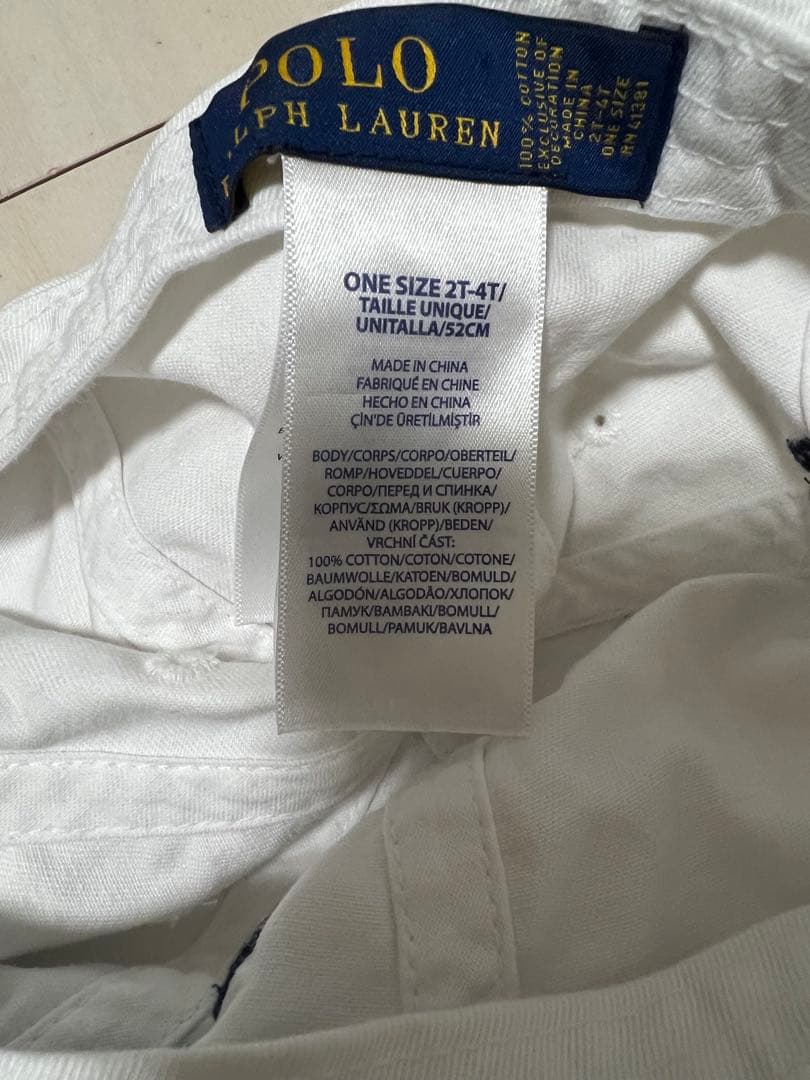 POLO
RALPH LAUREN
100% COTTON
EXCLUSIVE OF
DECORATION
MADE IN
CHINA
2T-4T
ONE SIZE
RN 41381
ONE SIZE 2T-4T/
TAILLE UNIQUE/
UNITALLA/52CM
MADE IN CHINA
FABRIQUÉ EN CHINE
HECHO EN CHINA
ÇİN'DE ÜRETİLMİŞTİR
BODY/CORPS/CORPO/OBERTEIL/
ROMP/HOVEDDEL/CUERPO/
CORPO/ПЕРЕД И СПИНКА/
КОРПУС/ΣΩΜΑ/BRUK (KROPP)/
ANVÄND (KROPP)/BEDEN/
VRCHNÍ ČÁST:
100% COTTON/COTON/COTONE/
BAUMWOLLE/KATOEN/BOMULD/
ALGODÓN/ALGODÃO/ХЛОПОК/
ПАМУК/ΒΑΜΒΑΚΙ/BOMULL/
BOMULL/PAMUK/BAVLNA